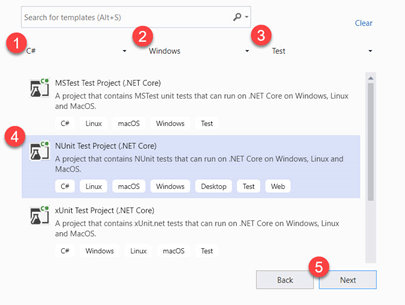 Search for templates (Alt+S)
Clear
1 2 3
C# Windows Test
MSTest Test Project (.NET Core)
A project that contains MSTest unit tests that can run on .NET Core on Windows, Linux
and MacOS.
C# Linux macOS Windows Test
4
NUnit Test Project (.NET Core)
A project that contains NUnit tests that can run on .NET Core on Windows, Linux and
MacOS.
C# Linux macOS Windows Desktop Test Web
xUnit Test Project (.NET Core)
A project that contains xUnit.net tests that can run on .NET Core on Windows, Linux
and MacOS.
C# Windows Linux macOS Test
5
Back Next